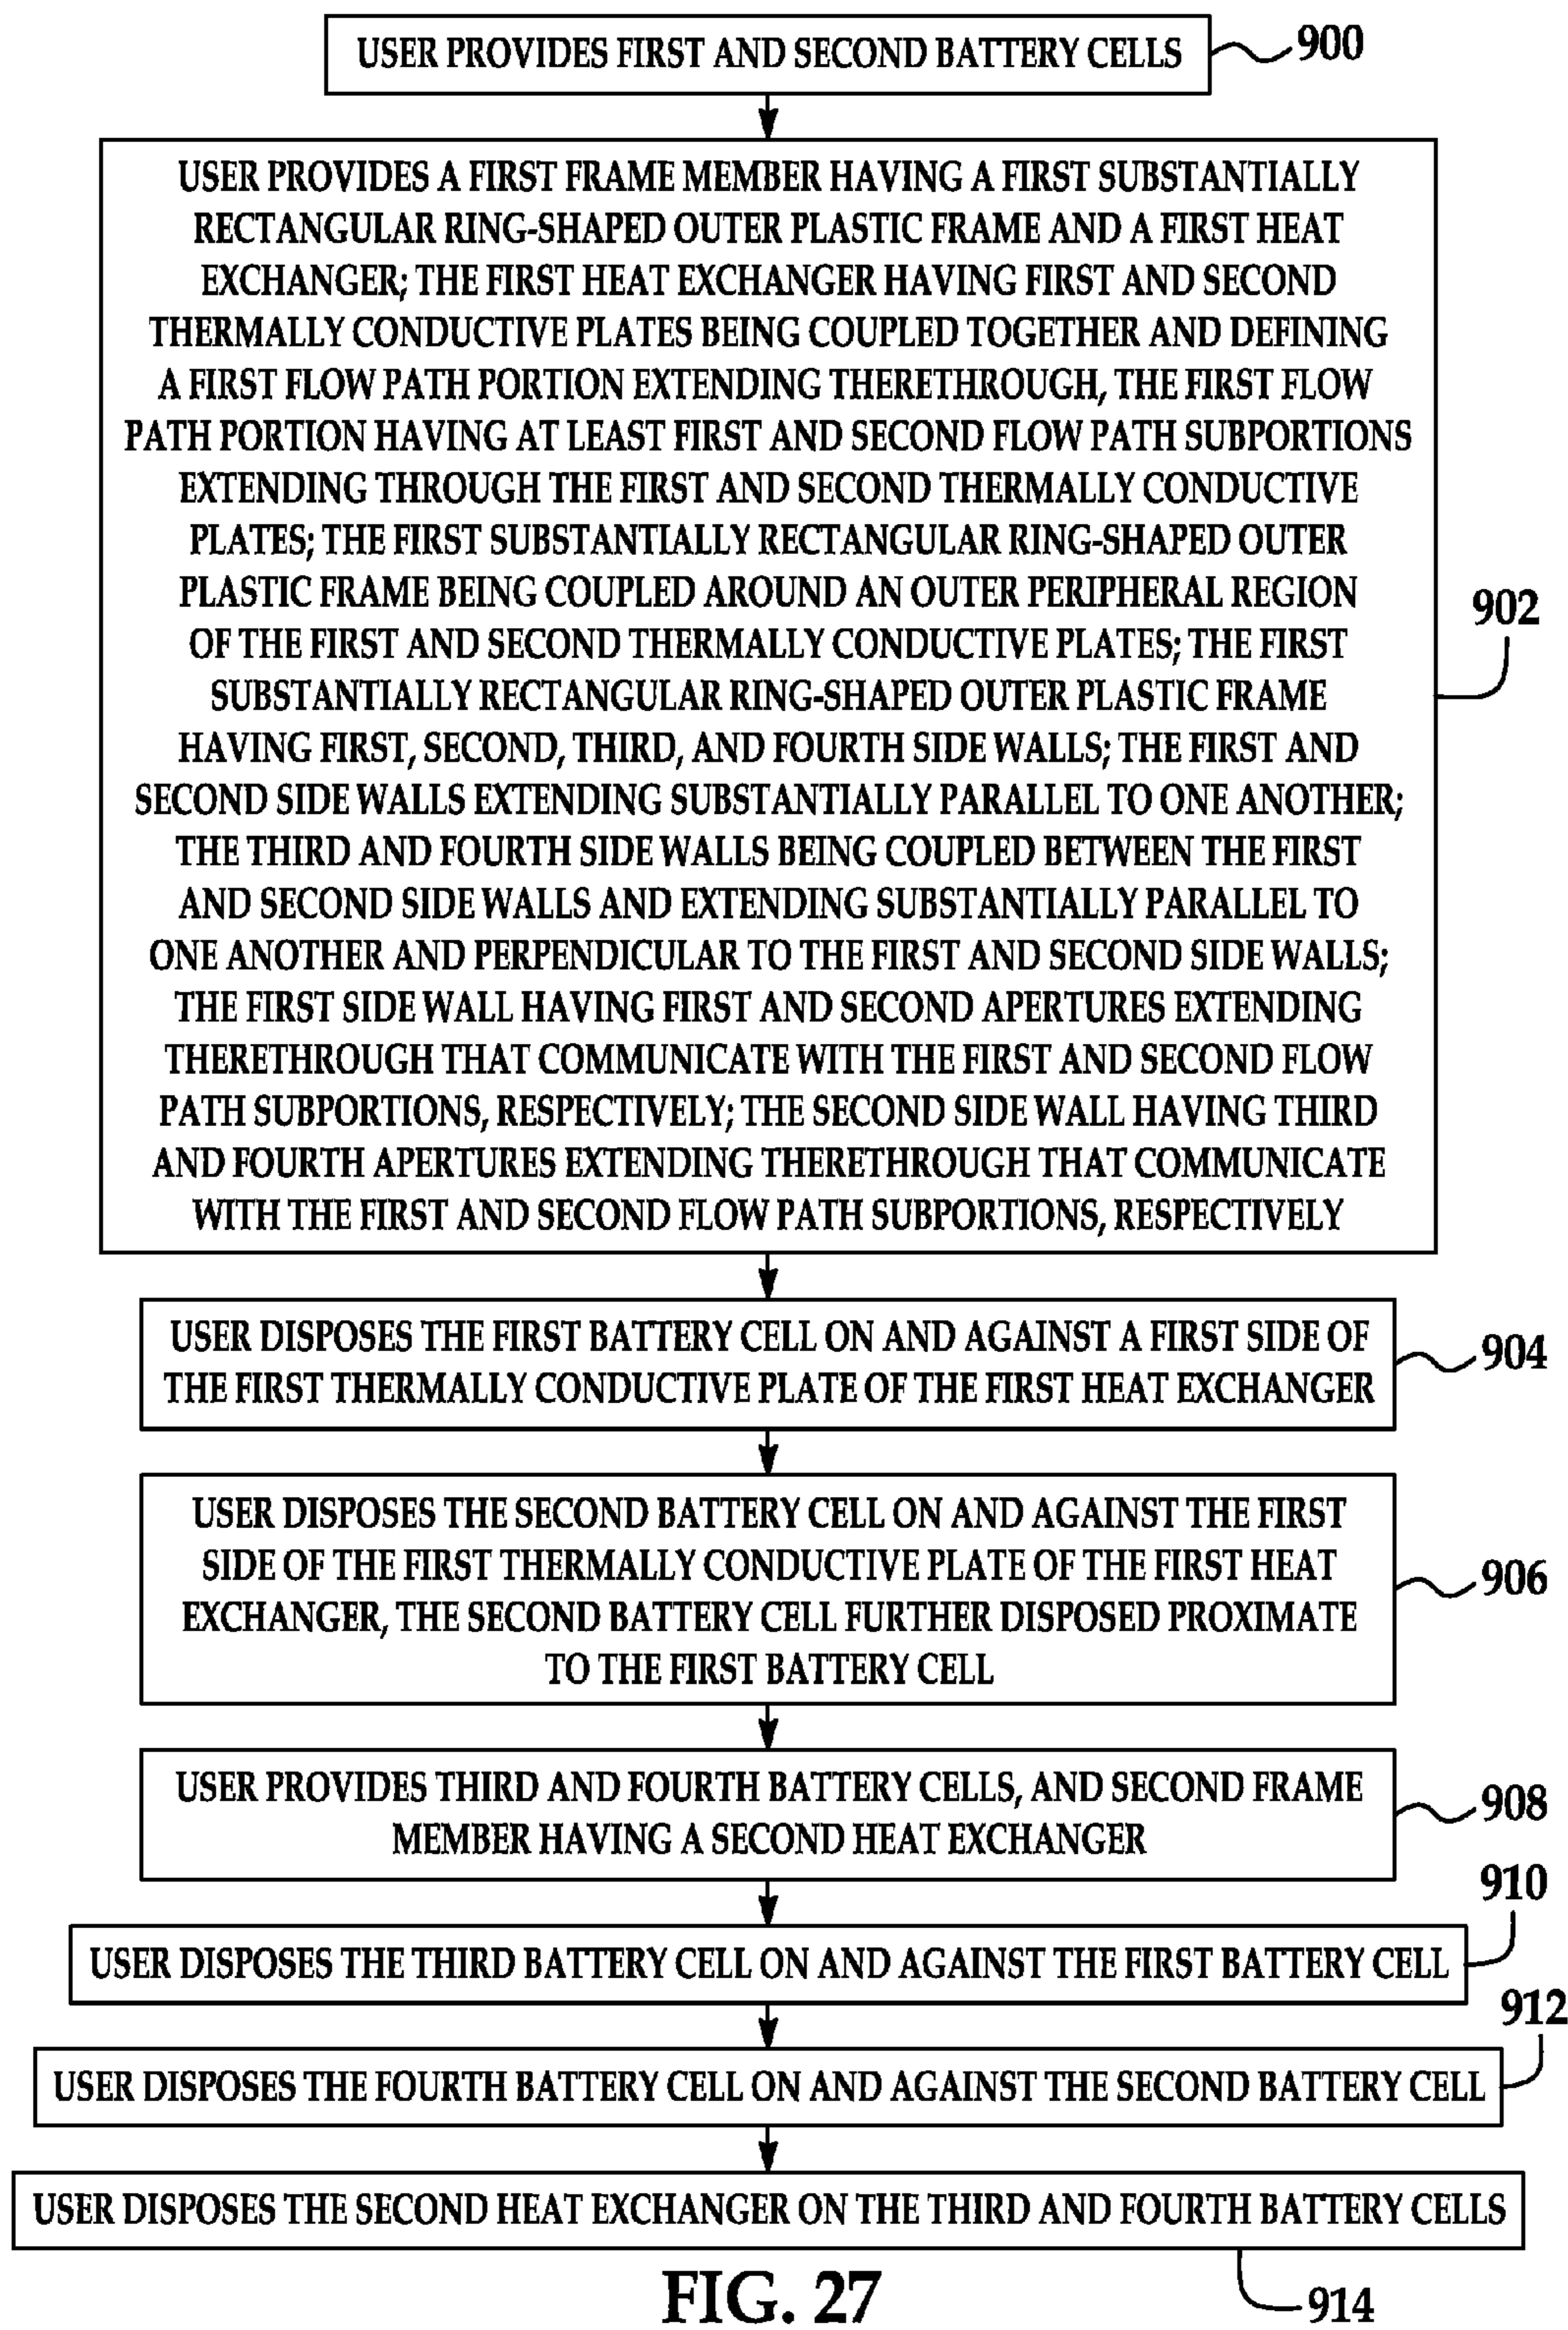 USER PROVIDES FIRST AND SECOND BATTERY CELLS
900
USER PROVIDES A FIRST FRAME MEMBER HAVING A FIRST SUBSTANTIALLY
RECTANGULAR RING-SHAPED OUTER PLASTIC FRAME AND A FIRST HEAT
EXCHANGER; THE FIRST HEAT EXCHANGER HAVING FIRST AND SECOND
THERMALLY CONDUCTIVE PLATES BEING COUPLED TOGETHER AND DEFINING
A FIRST FLOW PATH PORTION EXTENDING THERETHROUGH, THE FIRST FLOW
PATH PORTION HAVING AT LEAST FIRST AND SECOND FLOW PATH SUBPORTIONS
EXTENDING THROUGH THE FIRST AND SECOND THERMALLY CONDUCTIVE
PLATES; THE FIRST SUBSTANTIALLY RECTANGULAR RING-SHAPED OUTER
PLASTIC FRAME BEING COUPLED AROUND AN OUTER PERIPHERAL REGION
OF THE FIRST AND SECOND THERMALLY CONDUCTIVE PLATES; THE FIRST
SUBSTANTIALLY RECTANGULAR RING-SHAPED OUTER PLASTIC FRAME
HAVING FIRST, SECOND, THIRD, AND FOURTH SIDE WALLS; THE FIRST AND
SECOND SIDE WALLS EXTENDING SUBSTANTIALLY PARALLEL TO ONE ANOTHER;
THE THIRD AND FOURTH SIDE WALLS BEING COUPLED BETWEEN THE FIRST
AND SECOND SIDE WALLS AND EXTENDING SUBSTANTIALLY PARALLEL TO
ONE ANOTHER AND PERPENDICULAR TO THE FIRST AND SECOND SIDE WALLS;
THE FIRST SIDE WALL HAVING FIRST AND SECOND APERTURES EXTENDING
THERETHROUGH THAT COMMUNICATE WITH THE FIRST AND SECOND FLOW
PATH SUBPORTIONS, RESPECTIVELY; THE SECOND SIDE WALL HAVING THIRD
AND FOURTH APERTURES EXTENDING THERETHROUGH THAT COMMUNICATE
WITH THE FIRST AND SECOND FLOW PATH SUBPORTIONS, RESPECTIVELY
902
USER DISPOSES THE FIRST BATTERY CELL ON AND AGAINST A FIRST SIDE OF
THE FIRST THERMALLY CONDUCTIVE PLATE OF THE FIRST HEAT EXCHANGER
904
USER DISPOSES THE SECOND BATTERY CELL ON AND AGAINST THE FIRST
SIDE OF THE FIRST THERMALLY CONDUCTIVE PLATE OF THE FIRST HEAT
EXCHANGER, THE SECOND BATTERY CELL FURTHER DISPOSED PROXIMATE
TO THE FIRST BATTERY CELL
906
USER PROVIDES THIRD AND FOURTH BATTERY CELLS, AND SECOND FRAME
MEMBER HAVING A SECOND HEAT EXCHANGER
908
USER DISPOSES THE THIRD BATTERY CELL ON AND AGAINST THE FIRST BATTERY CELL
910
USER DISPOSES THE FOURTH BATTERY CELL ON AND AGAINST THE SECOND BATTERY CELL
912
USER DISPOSES THE SECOND HEAT EXCHANGER ON THE THIRD AND FOURTH BATTERY CELLS
914
FIG. 27